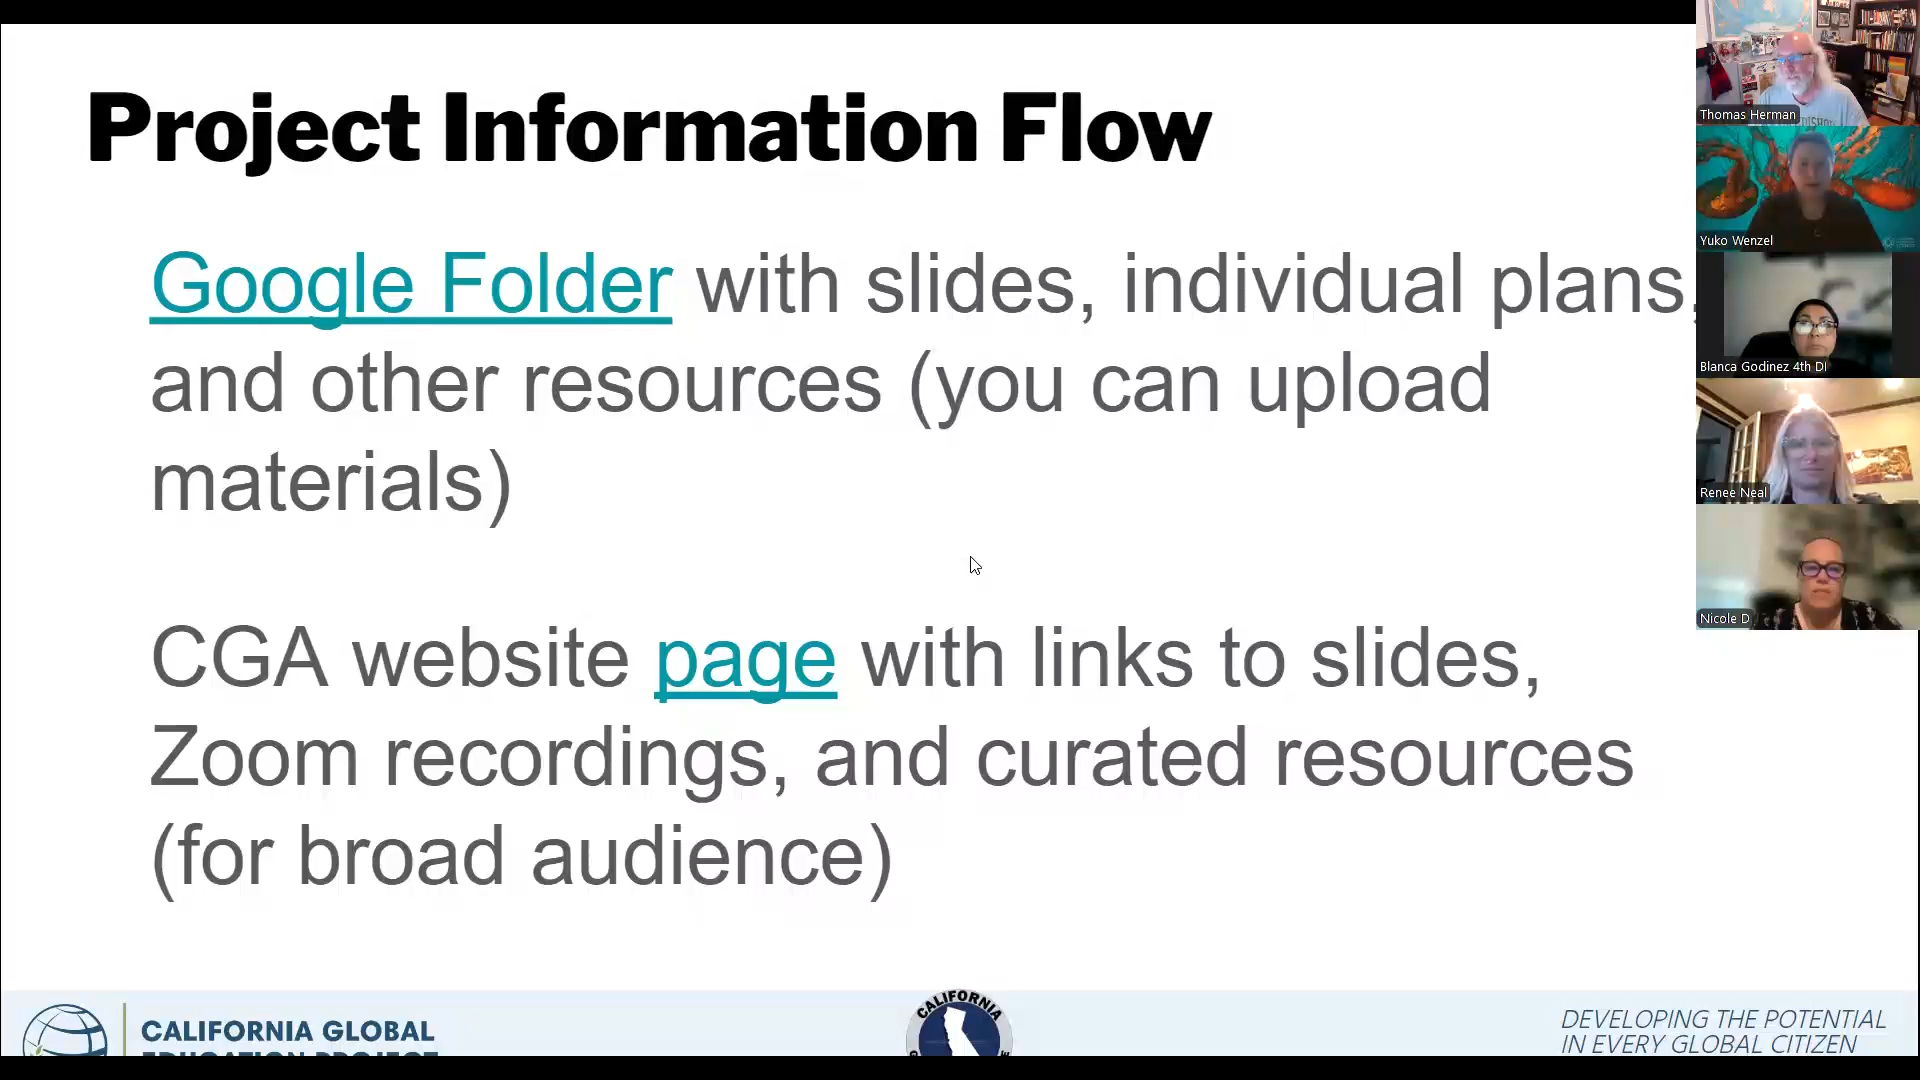 Project Information Flow
Google Folder with slides, individual plans,
and other resources (you can upload
materials)
CGA website page with links to slides,
Zoom recordings, and curated resources
(for broad audience)
CALIFORNIA GLOBAL
EDUCATION PROJECT
CALIFORNIA
DEVELOPING THE POTENTIAL
IN EVERY GLOBAL CITIZEN
Thomas Herman
Yuko Wenzel
Blanca Godinez 4th DI
Renee Neal
Nicole D